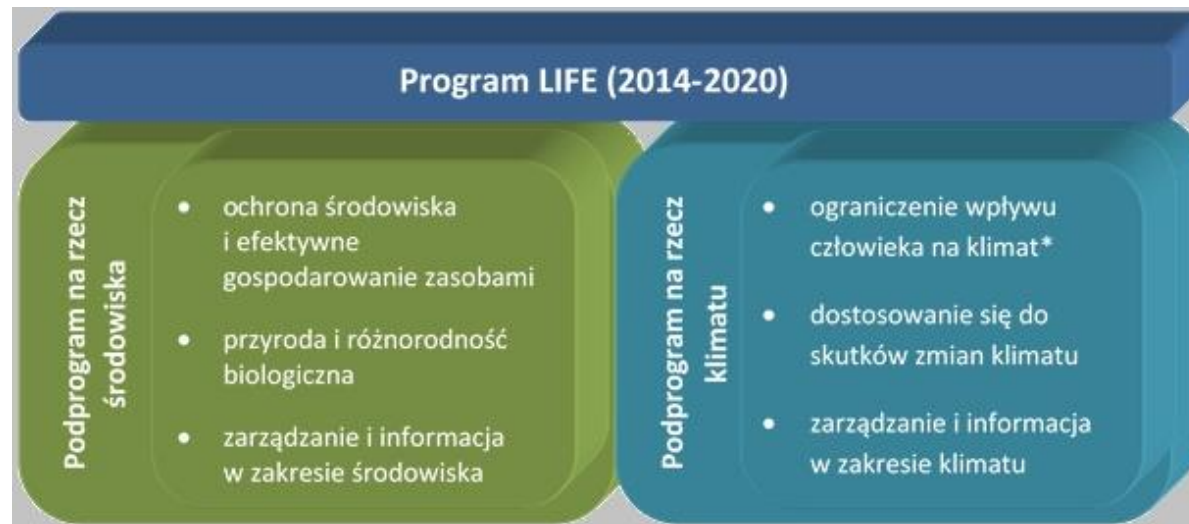 Program LIFE (2014-2020)
Podprogram na rzecz
środowiska
• ochrona środowiska
i efektywne
gospodarowanie zasobami
• przyroda i różnorodność
biologiczna
• zarządzanie i informacja
w zakresie środowiska
Podprogram na rzecz
klimatu
• ograniczenie wpływu
człowieka na klimat*
• dostosowanie się do
skutków zmian klimatu
• zarządzanie i informacja
w zakresie klimatu